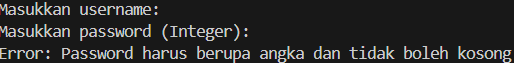 Masukkan username:
Masukkan password (Integer):
Error: Password harus berupa angka dan tidak boleh kosong